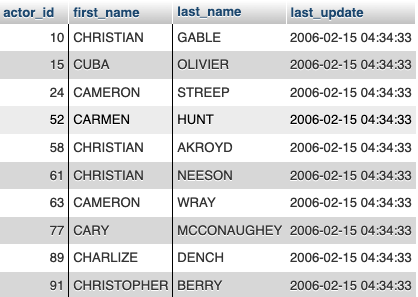 actor_id first_name last_name last_update
10 CHRISTIAN GABLE 2006-02-15 04:34:33
15 CUBA OLIVIER 2006-02-15 04:34:33
24 CAMERON STREEP 2006-02-15 04:34:33
52 CARMEN HUNT 2006-02-15 04:34:33
58 CHRISTIAN AKROYD 2006-02-15 04:34:33
61 CHRISTIAN NEESON 2006-02-15 04:34:33
63 CAMERON WRAY 2006-02-15 04:34:33
77 CARY MCCONAUGHEY 2006-02-15 04:34:33
89 CHARLIZE DENCH 2006-02-15 04:34:33
91 CHRISTOPHER BERRY 2006-02-15 04:34:33